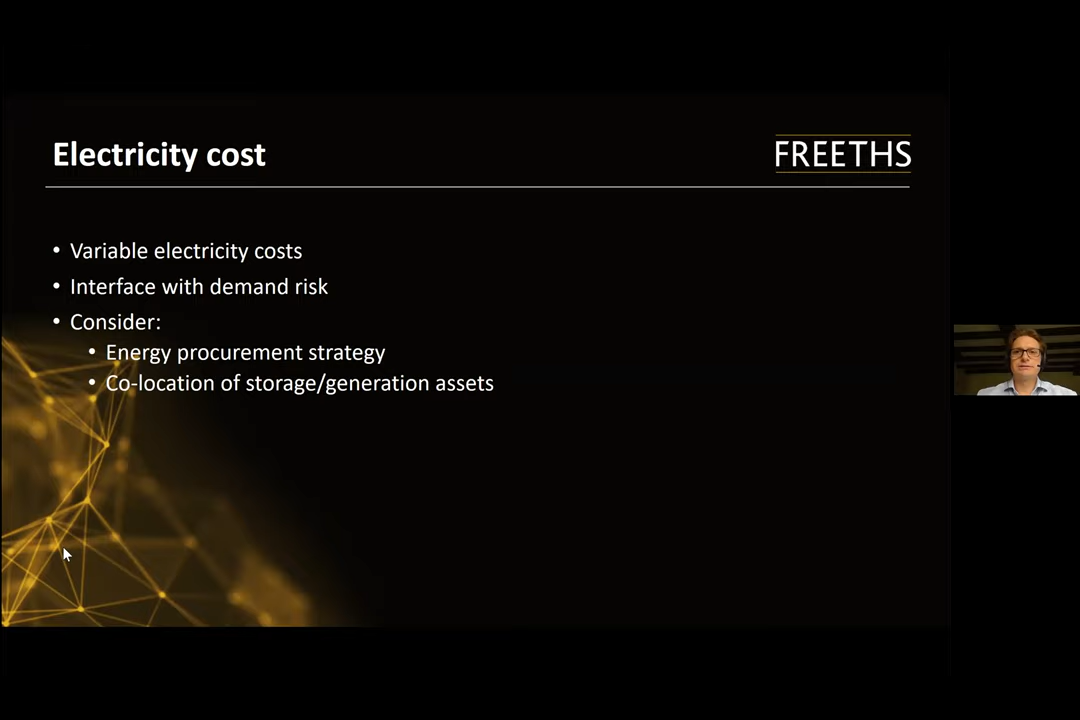 Electricity cost
FREETHS
• Variable electricity costs
• Interface with demand risk
• Consider:
• Energy procurement strategy
• Co-location of storage/generation assets